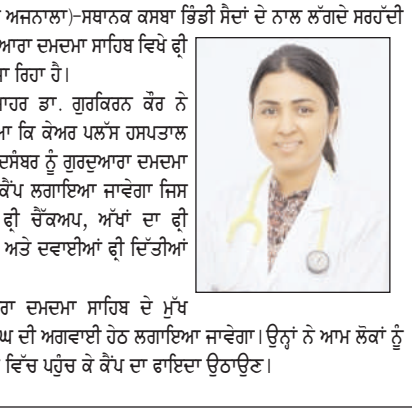 ਅਜਨਾਲਾ)-ਸਥਾਨਕ ਕਸਬਾ ਭਿੰਡੀ ਸੈਦਾਂ ਦੇ ਨਾਲ ਲੱਗਦੇ ਸਰਹੱਦੀ
ਆਰਾ ਦਮਦਮਾ ਸਾਹਿਬ ਵਿਖੇ ਫ੍ਰੀ
ਰਿਹਾ ਹੈ।
ਮਾਹਰ ਡਾ. ਗੁਰਕਿਰਨ ਕੌਰ ਨੇ
ਕਿ ਕੇਅਰ ਪਲੱਸ ਹਸਪਤਾਲ
ਦਸੰਬਰ ਨੂੰ ਗੁਰਦੁਆਰਾ ਦਮਦਮਾ
ਕੈਂਪ ਲਗਾਇਆ ਜਾਵੇਗਾ ਜਿਸ
ਫ੍ਰੀ ਚੈੱਕਅਪ, ਅੱਖਾਂ ਦਾ ਫ੍ਰੀ
ਅਤੇ ਦਵਾਈਆਂ ਫ੍ਰੀ ਦਿੱਤੀਆਂ
ਰਾ ਦਮਦਮਾ ਸਾਹਿਬ ਦੇ ਮੁੱਖ
ਘ ਦੀ ਅਗਵਾਈ ਹੇਠ ਲਗਾਇਆ ਜਾਵੇਗਾ। ਉਨ੍ਹਾਂ ਨੇ ਆਮ ਲੋਕਾਂ ਨੂੰ
ਵਿੱਚ ਪਹੁੰਚ ਕੇ ਕੈਂਪ ਦਾ ਫਾਇਦਾ ਉਠਾਉਣ।